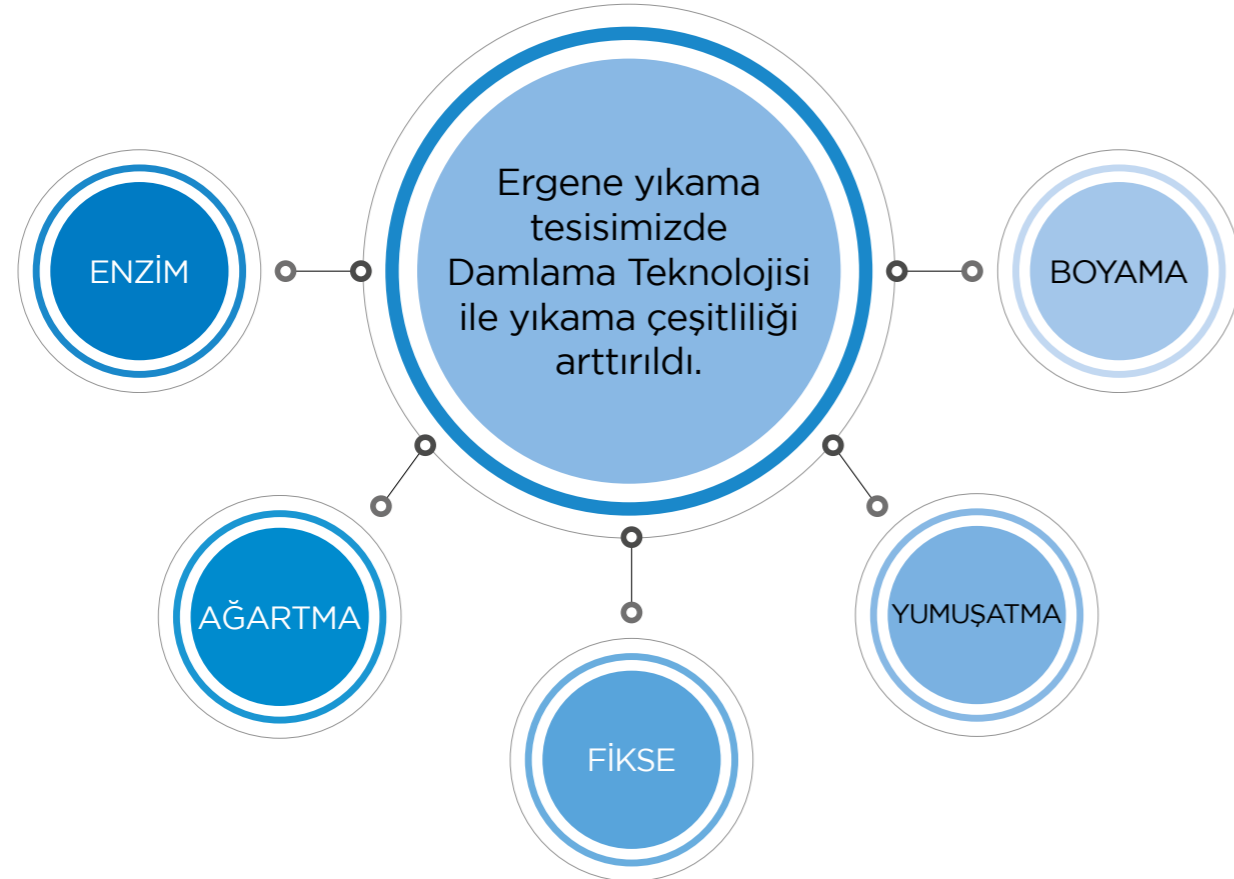 Ergene yıkama
tesisimizde
Damlama Teknolojisi
ile yıkama çeşitliliği
arttırıldı.
ENZİM
AĞARTMA
FİKSE
YUMUŞATMA
BOYAMA